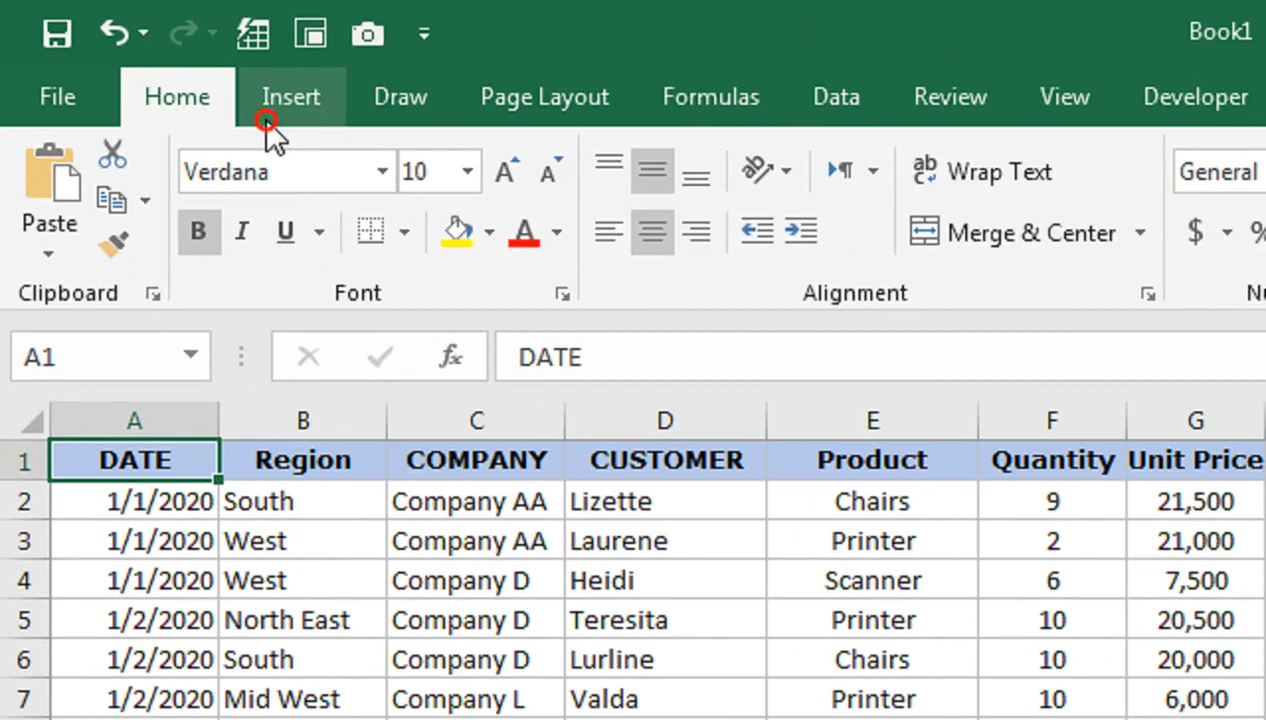 Book1
File Home Insert Draw Page Layout Formulas Data Review View Developer
Verdana 10 Wrap Text General
Paste B I U A Merge & Center $ %
Clipboard Font Alignment
A1 fx DATE
A B C D E F G
1 DATE Region COMPANY CUSTOMER Product Quantity Unit Price
2 1/1/2020 South Company AA Lizette Chairs 9 21,500
3 1/1/2020 West Company AA Laurene Printer 2 21,000
4 1/1/2020 West Company D Heidi Scanner 6 7,500
5 1/2/2020 North East Company D Teresita Printer 10 20,500
6 1/2/2020 South Company D Lurline Chairs 10 20,000
7 1/2/2020 Mid West Company L Valda Printer 10 6,000